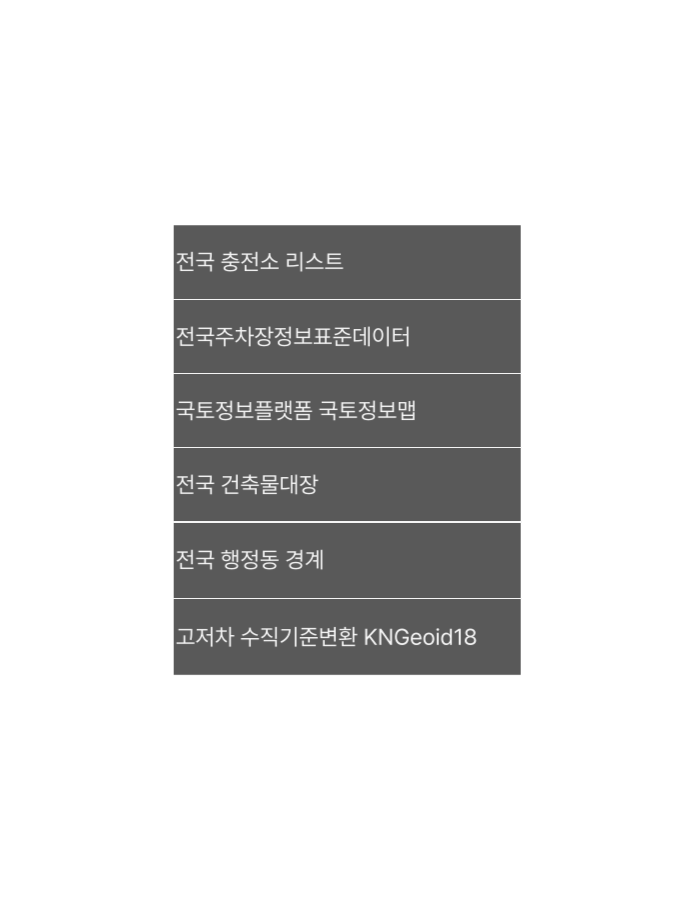 전국 충전소 리스트
전국주차장정보표준데이터
국토정보플랫폼 국토정보맵
전국 건축물대장
전국 행정동 경계
고저차 수직기준변환 KNGeoid18